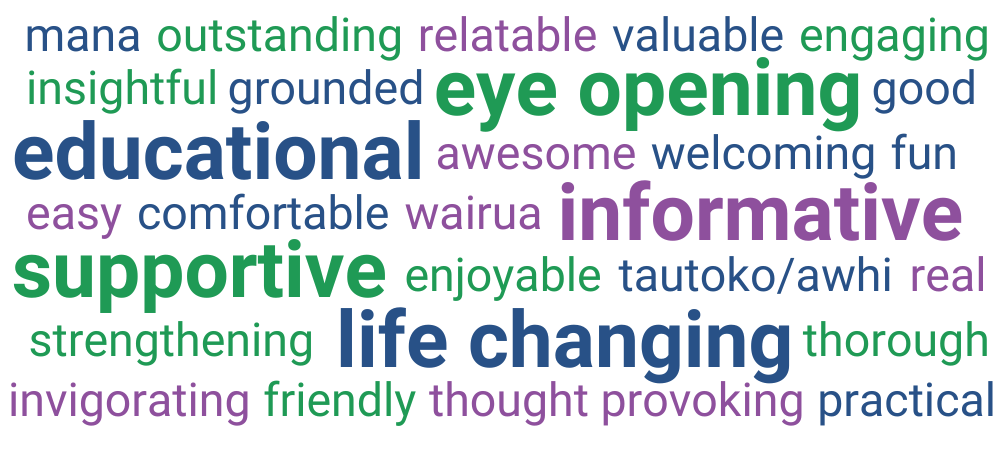 mana outstanding relatable valuable engaging
insightful grounded eye opening good
educational awesome welcoming fun
easy comfortable wairua informative
supportive enjoyable tautoko/awhi real
strengthening life changing thorough
invigorating friendly thought provoking practical